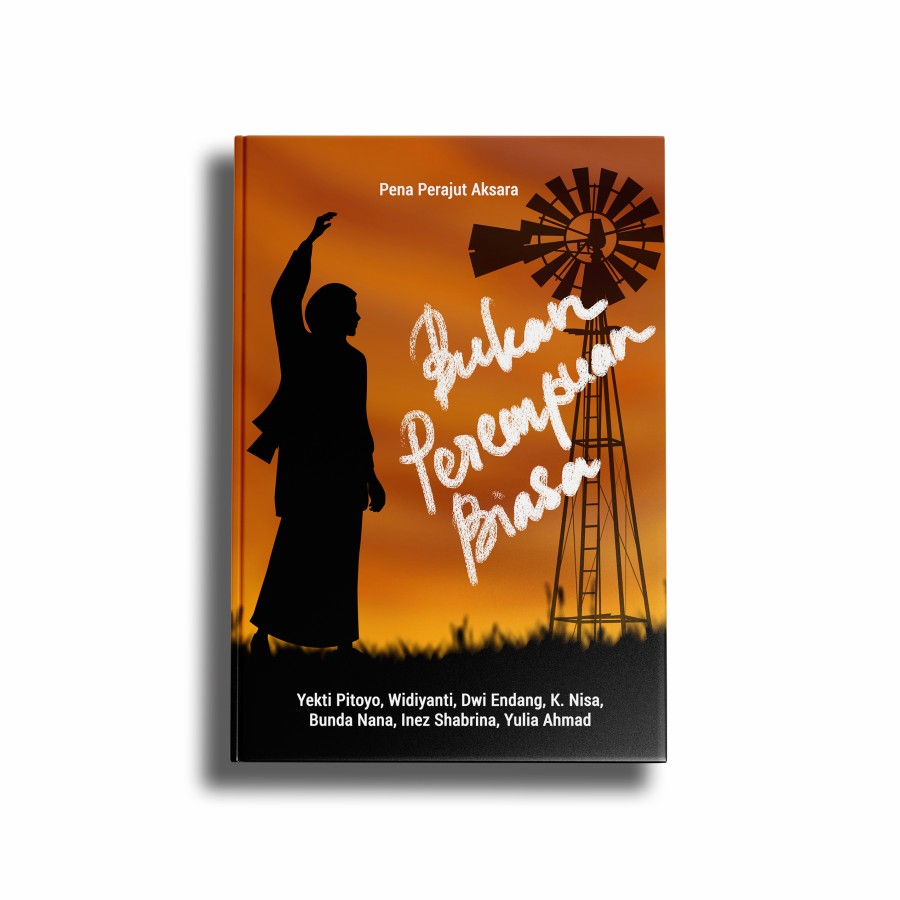 Pena Perajut Aksara
Bukan
Perempuan
Biasa
Yekti Pitoyo, Widiyanti, Dwi Endang, K. Nisa,
Bunda Nana, Inez Shabrina, Yulia Ahmad